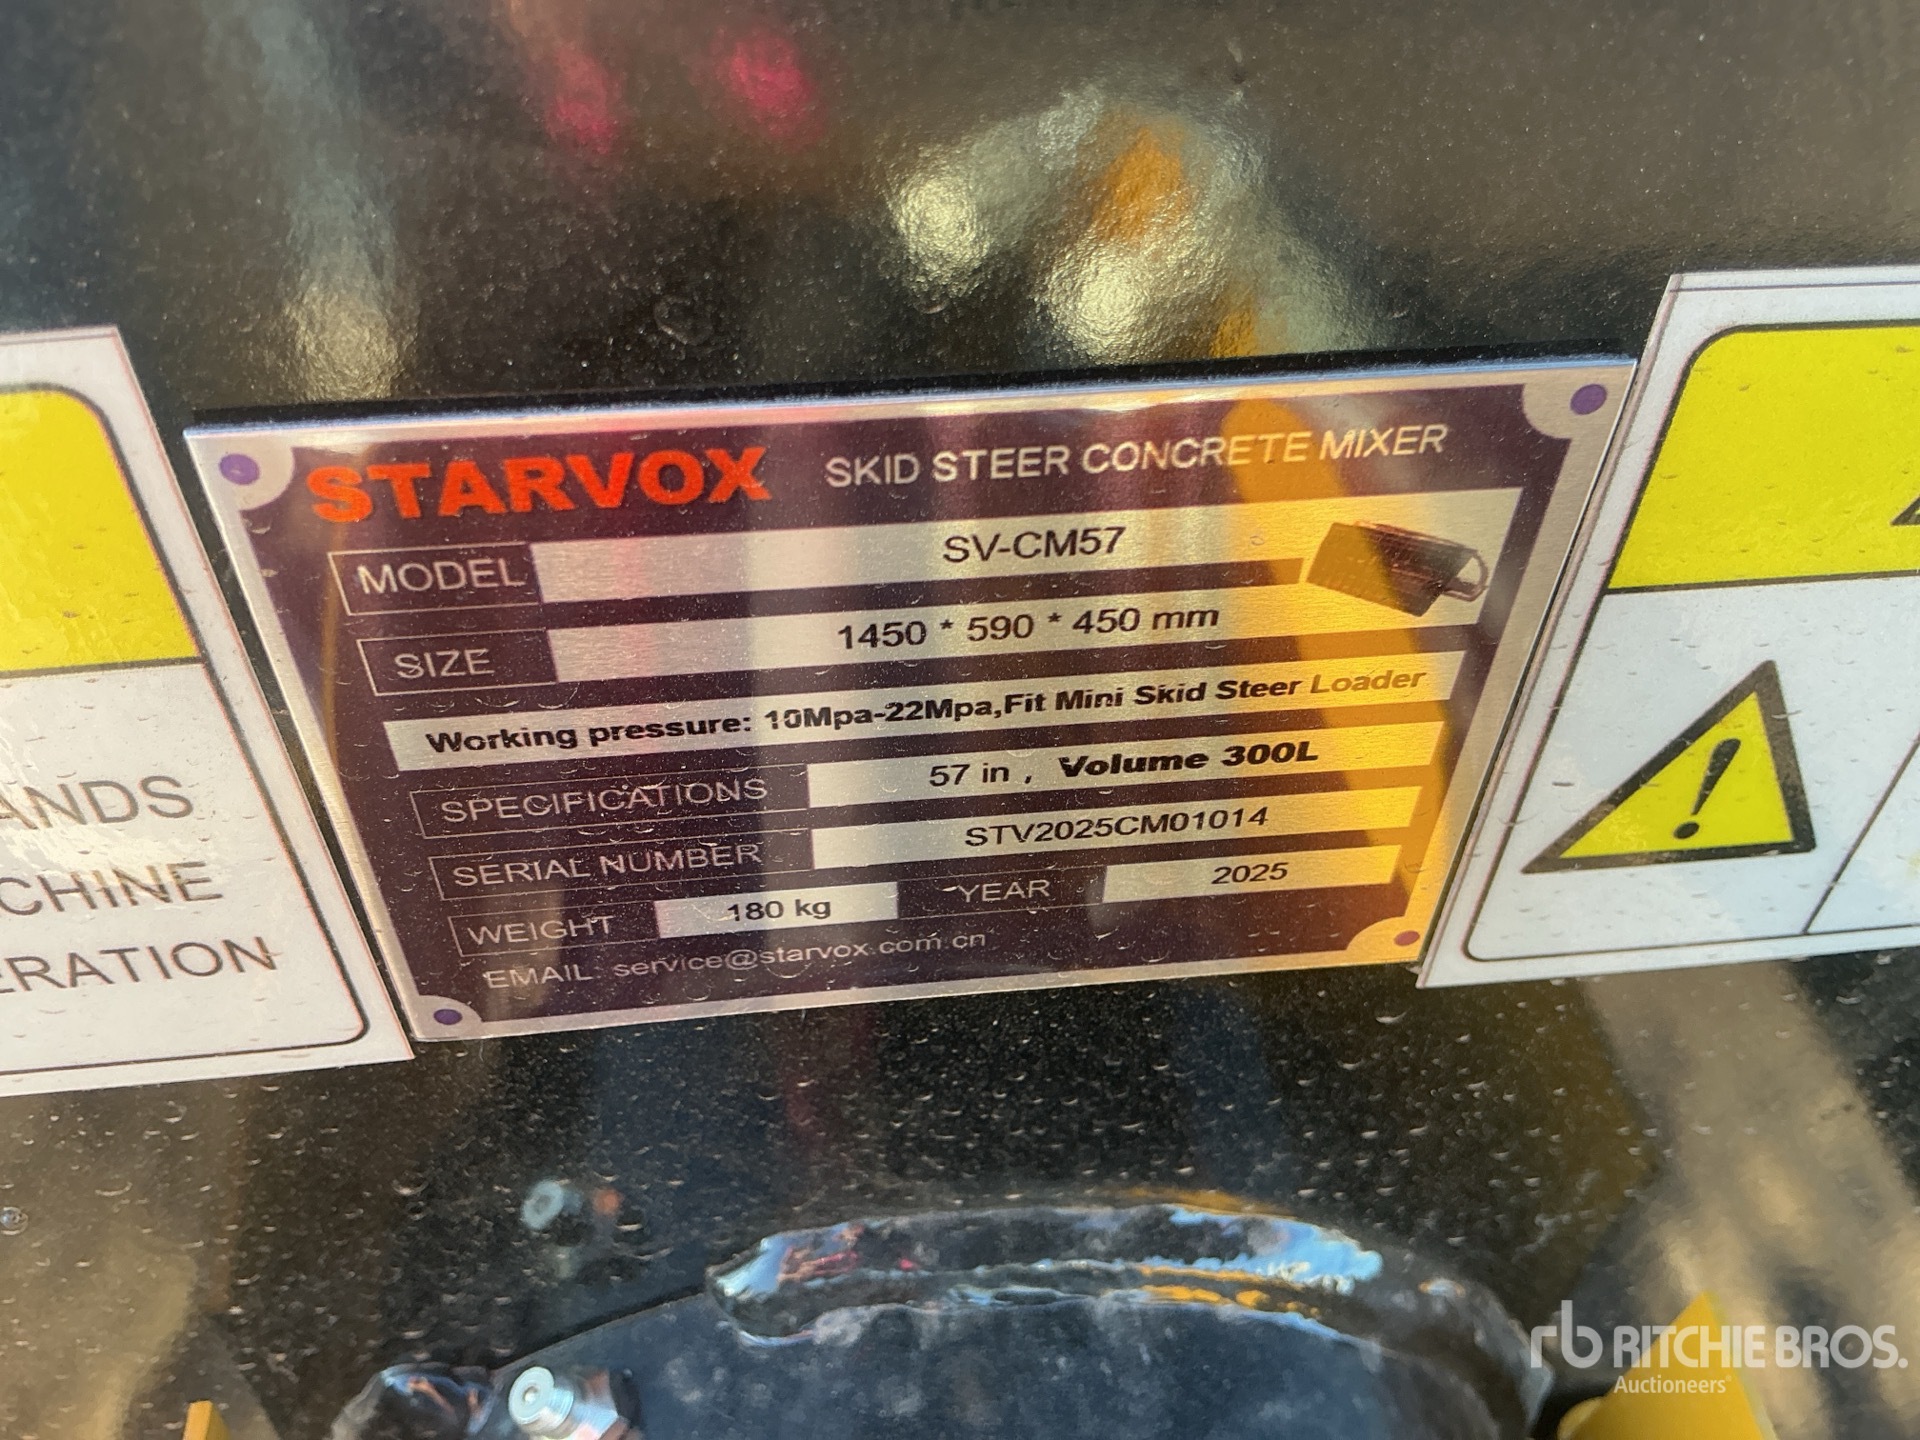 STARVOX SKID STEER CONCRETE MIXER
MODEL SV-CM57
SIZE 1450 * 590 * 450 mm
Working pressure: 10Mpa-22Mpa,Fit Mini Skid Steer Loader
SPECIFICATIONS 57 in , Volume 300L
SERIAL NUMBER STV2025CM01014
WEIGHT 180 kg YEAR 2025
EMAIL: service@starvox.com.cn
ANDS
CHINE
ERATION
rb RITCHIE BROS.
Auctioneers